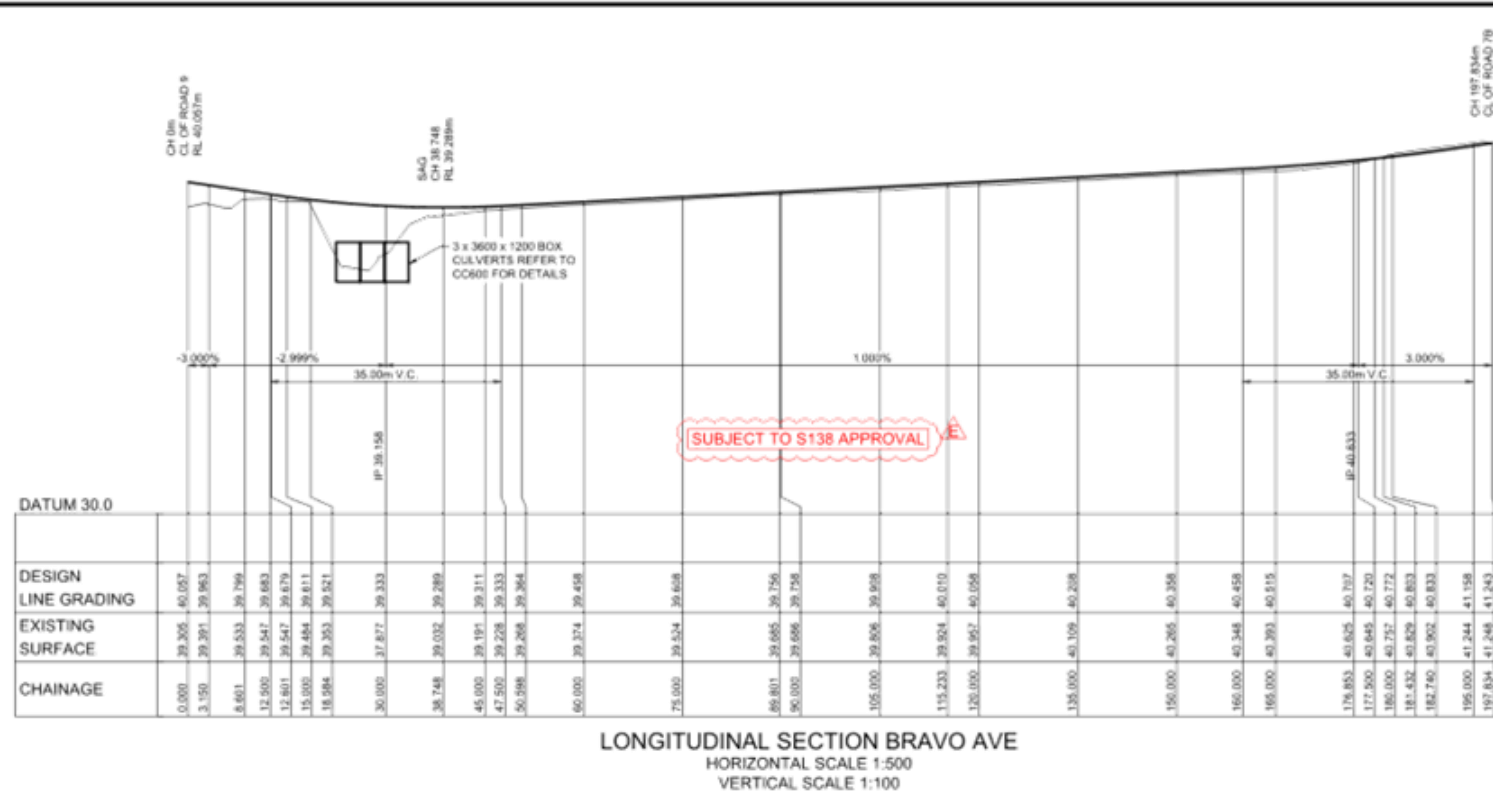 CH 0m
CL OF ROAD 9
RL 40.057m
SAG
CH 38.748
RL 39.289m
CH 197.834m
CL OF ROAD 7B
3 x 3600 x 1200 BOX
CULVERTS REFER TO
CC600 FOR DETAILS
-3.000% -2.999% 1.000% 3.000%
35.00m V.C. 35.00m V.C.
IP 39.158
IP 40.633
SUBJECT TO S138 APPROVAL E
DATUM 30.0
DESIGN
LINE GRADING
40.057 39.963 39.799 39.683 39.679 39.611 39.521 39.333 39.289 39.311 39.333 39.364 39.458 39.608 39.756 39.758 39.908 40.010 40.058 40.208 40.358 40.458 40.515 40.707 40.720 40.772 40.803 40.833 41.158 41.243
EXISTING
SURFACE
39.305 39.391 39.533 39.547 39.547 39.484 39.353 37.877 39.032 39.191 39.228 39.268 39.374 39.524 39.685 39.686 39.806 39.924 39.957 40.109 40.265 40.348 40.393 40.625 40.645 40.757 40.829 40.902 41.244 41.248
CHAINAGE
0.000 3.150 8.601 12.500 12.601 15.000 18.584 30.000 38.748 45.000 47.500 50.598 60.000 75.000 89.801 90.000 105.000 115.233 120.000 135.000 150.000 160.000 165.000 176.853 177.500 180.000 181.432 182.740 195.000 197.834
LONGITUDINAL SECTION BRAVO AVE
HORIZONTAL SCALE 1:500
VERTICAL SCALE 1:100